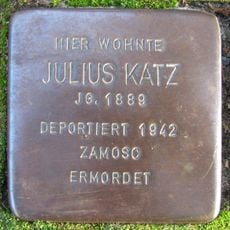 HIER WOHNTE
JULIUS KATZ
JG. 1889
DEPORTIERT 1942
ZAMOSC
ERMORDET